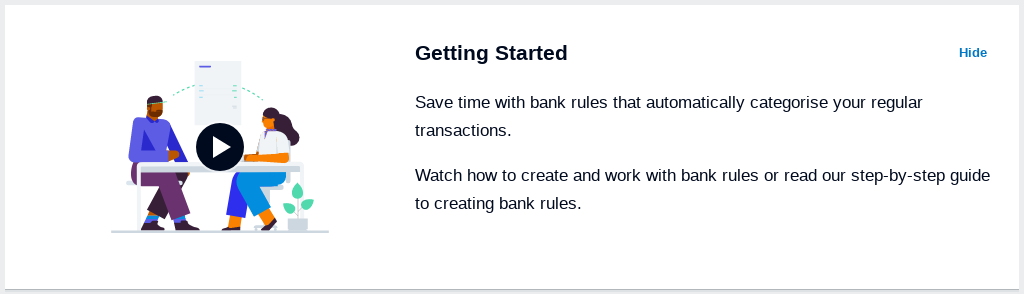 Getting Started
Hide
Save time with bank rules that automatically categorise your regular
transactions.
Watch how to create and work with bank rules or read our step-by-step guide
to creating bank rules.